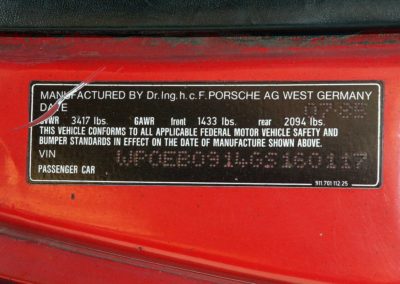 MANUFACTURED BY Dr.Ing.h.c.F.PORSCHE AG WEST GERMANY
DATE 07·85
GVWR 3417 lbs. GAWR front 1433 lbs. rear 2094 lbs.
THIS VEHICLE CONFORMS TO ALL APPLICABLE FEDERAL MOTOR VEHICLE SAFETY AND
BUMPER STANDARDS IN EFFECT ON THE DATE OF MANUFACTURE SHOWN ABOVE.
VIN WP0EB0914GS160117
PASSENGER CAR
911.701.112.25